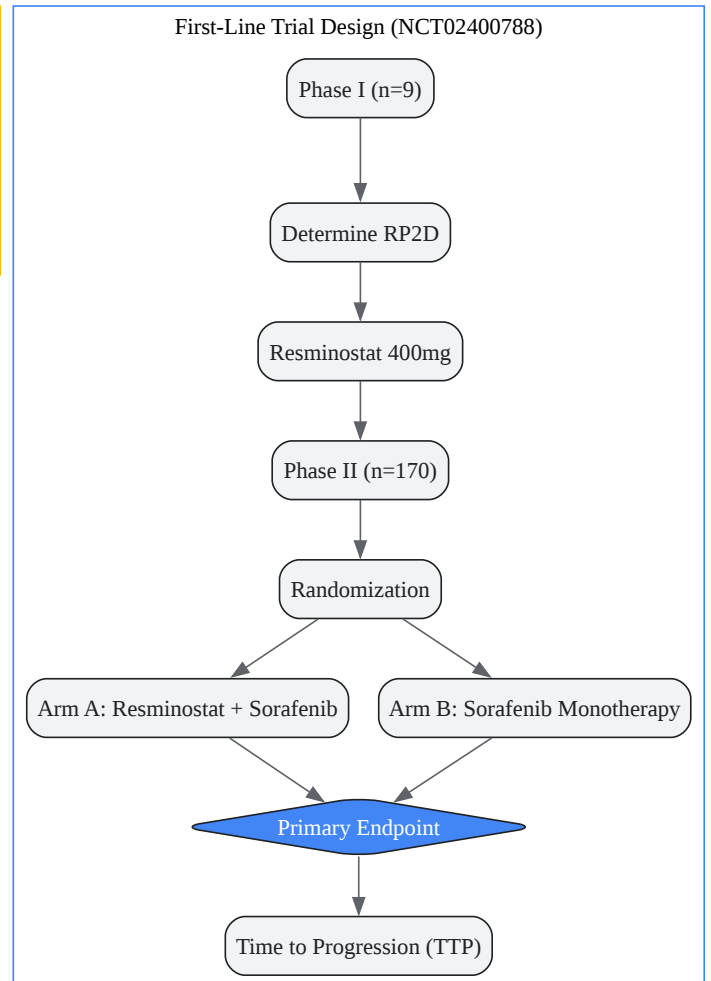 First-Line Trial Design (NCT02400788)
Phase I (n=9)
Determine RP2D
Resminostat 400mg
Phase II (n=170)
Randomization
Arm A: Resminostat + Sorafenib
Arm B: Sorafenib Monotherapy
Primary Endpoint
Time to Progression (TTP)